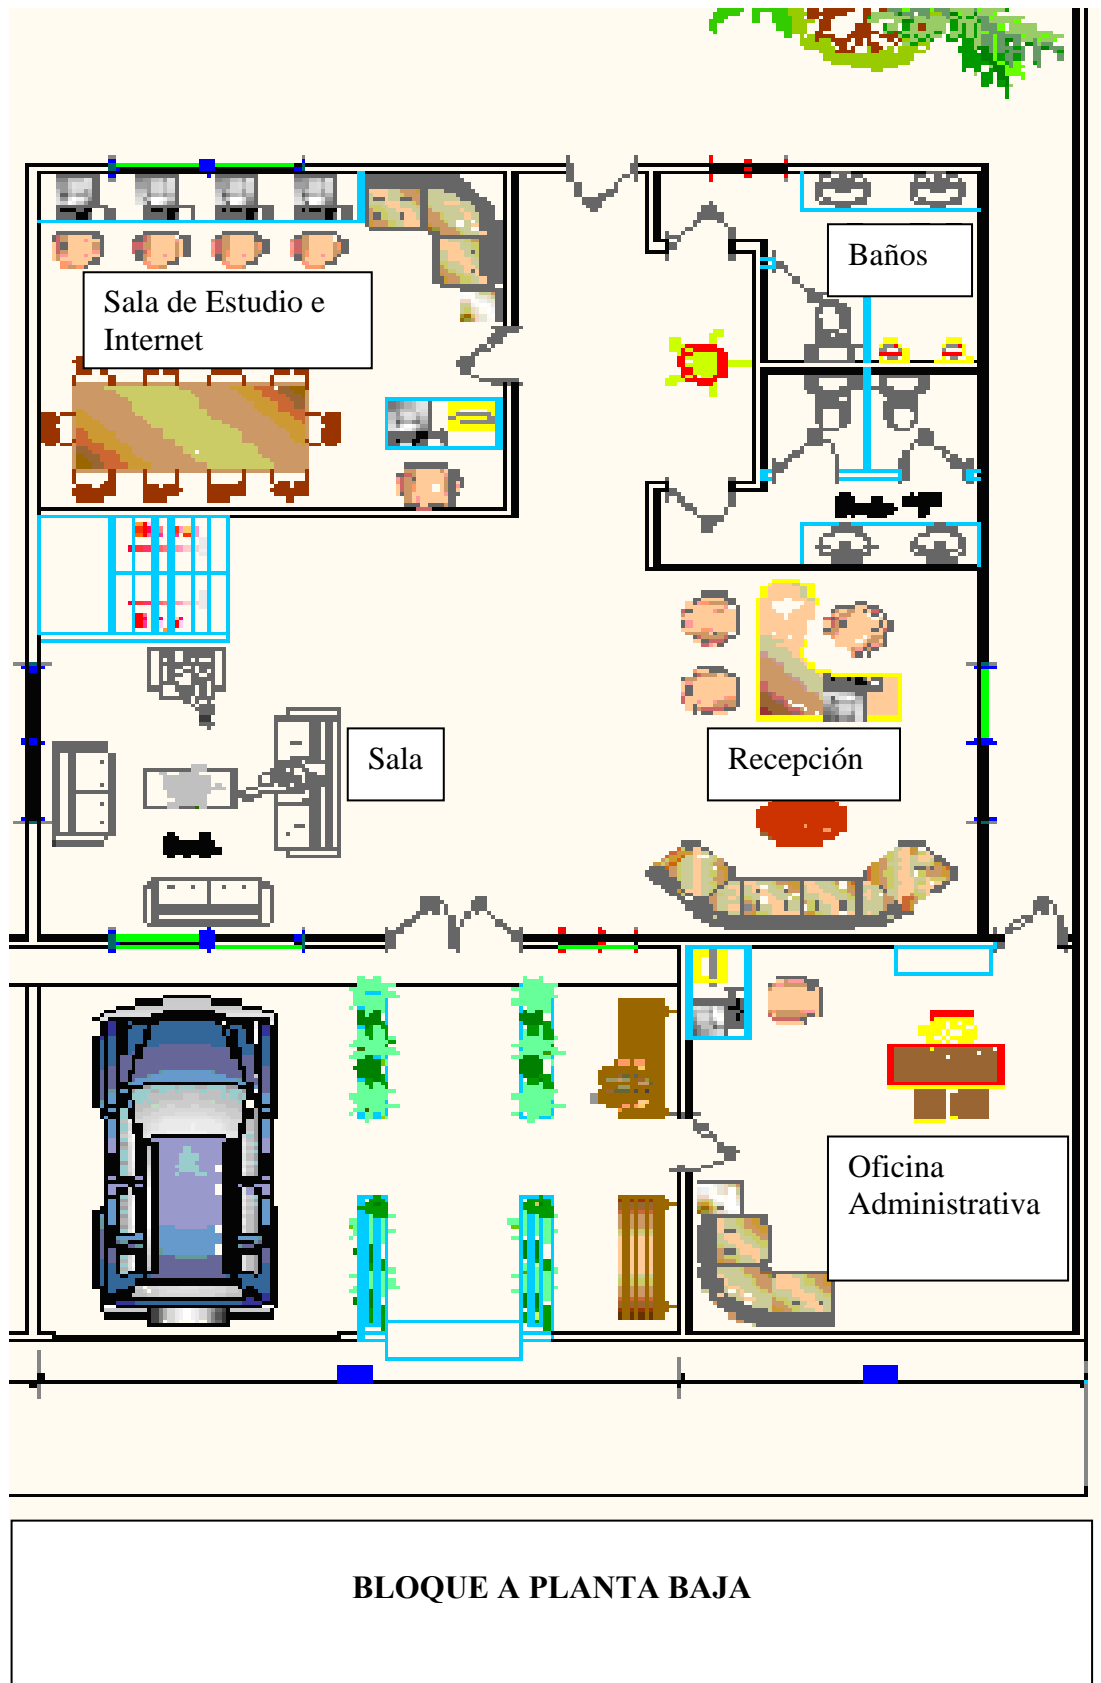 Baños
Sala de Estudio e
Internet
Sala
Recepción
Oficina
Administrativa
BLOQUE A PLANTA BAJA